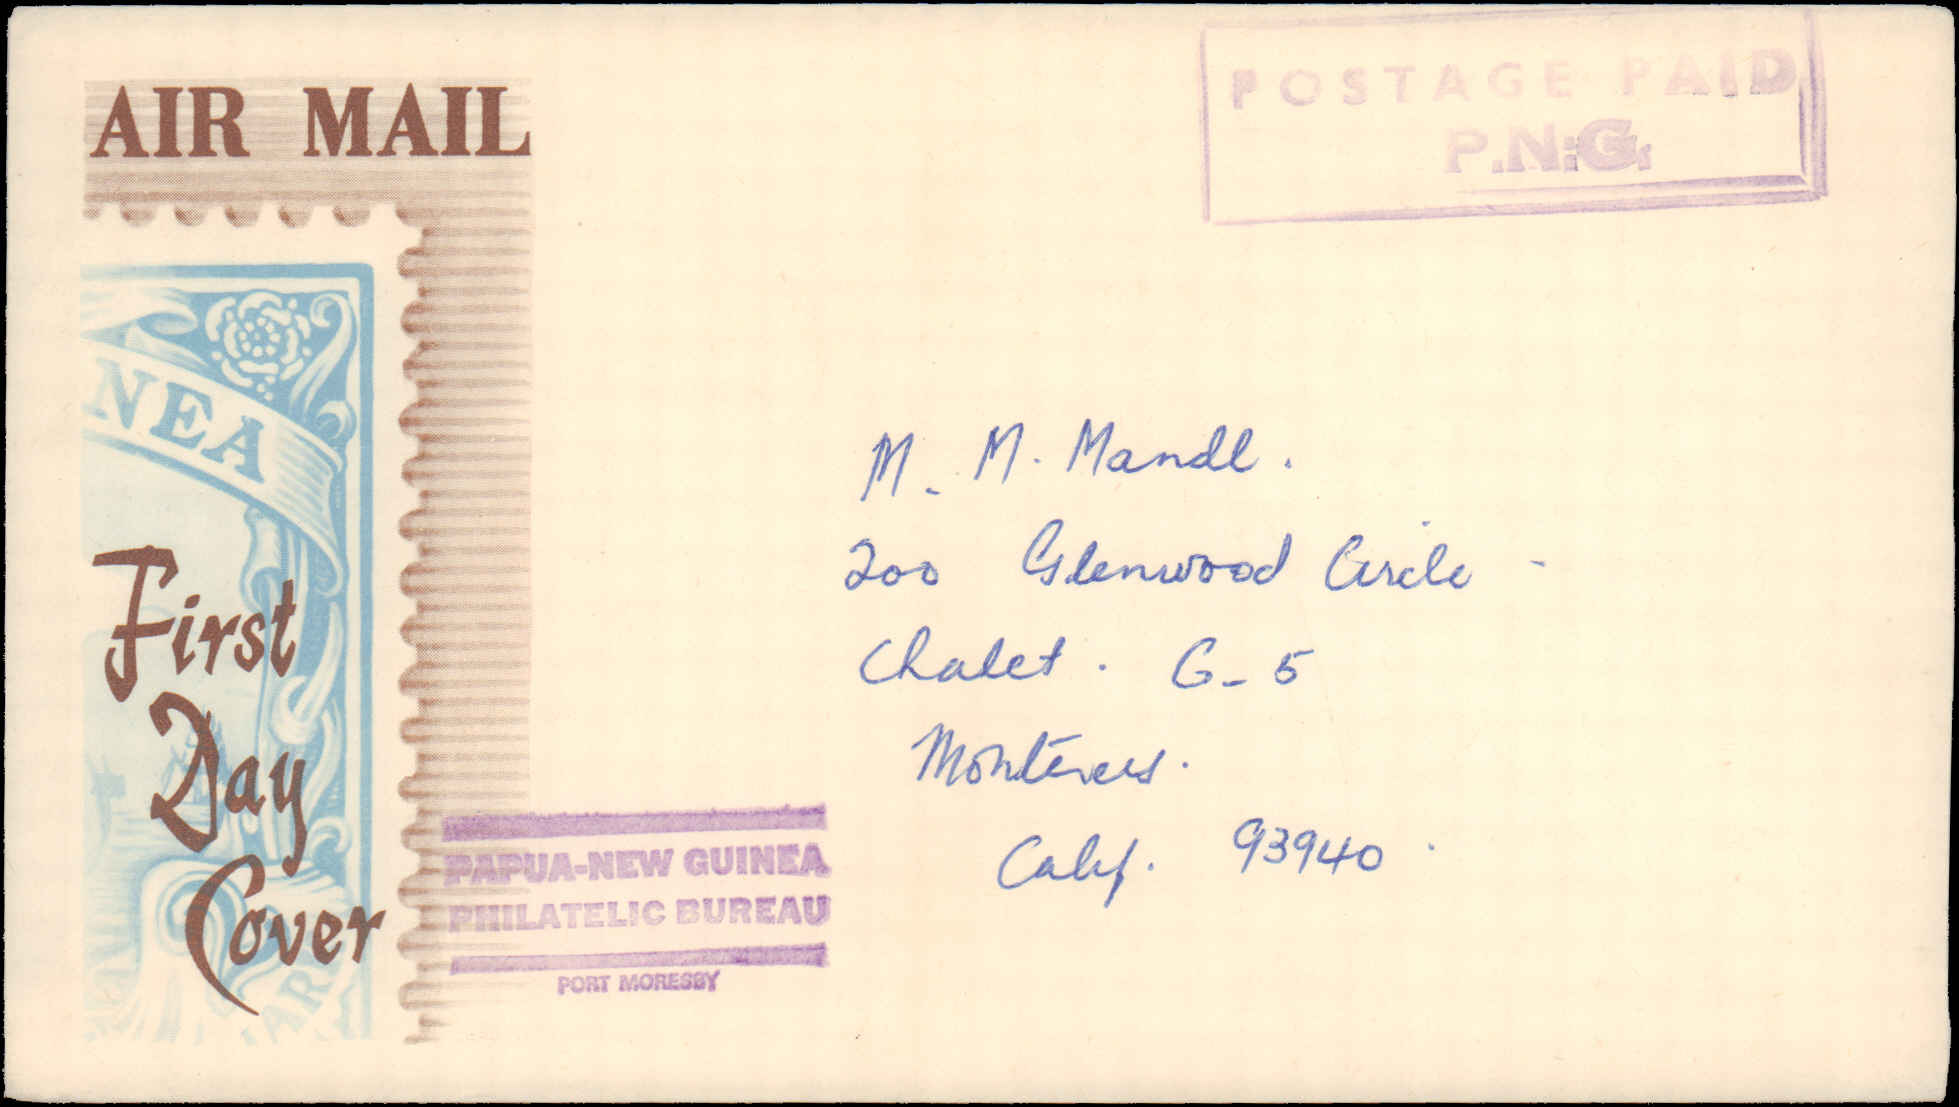 AIR MAIL
POSTAGE PAID
P.N.G.
NEA
First
Day
Cover
M. M. Mandl.
200 Glenwood Circle
Chalet. G-5
Monterey.
Calif. 93940
PAPUA-NEW GUINEA
PHILATELIC BUREAU
PORT MORESBY